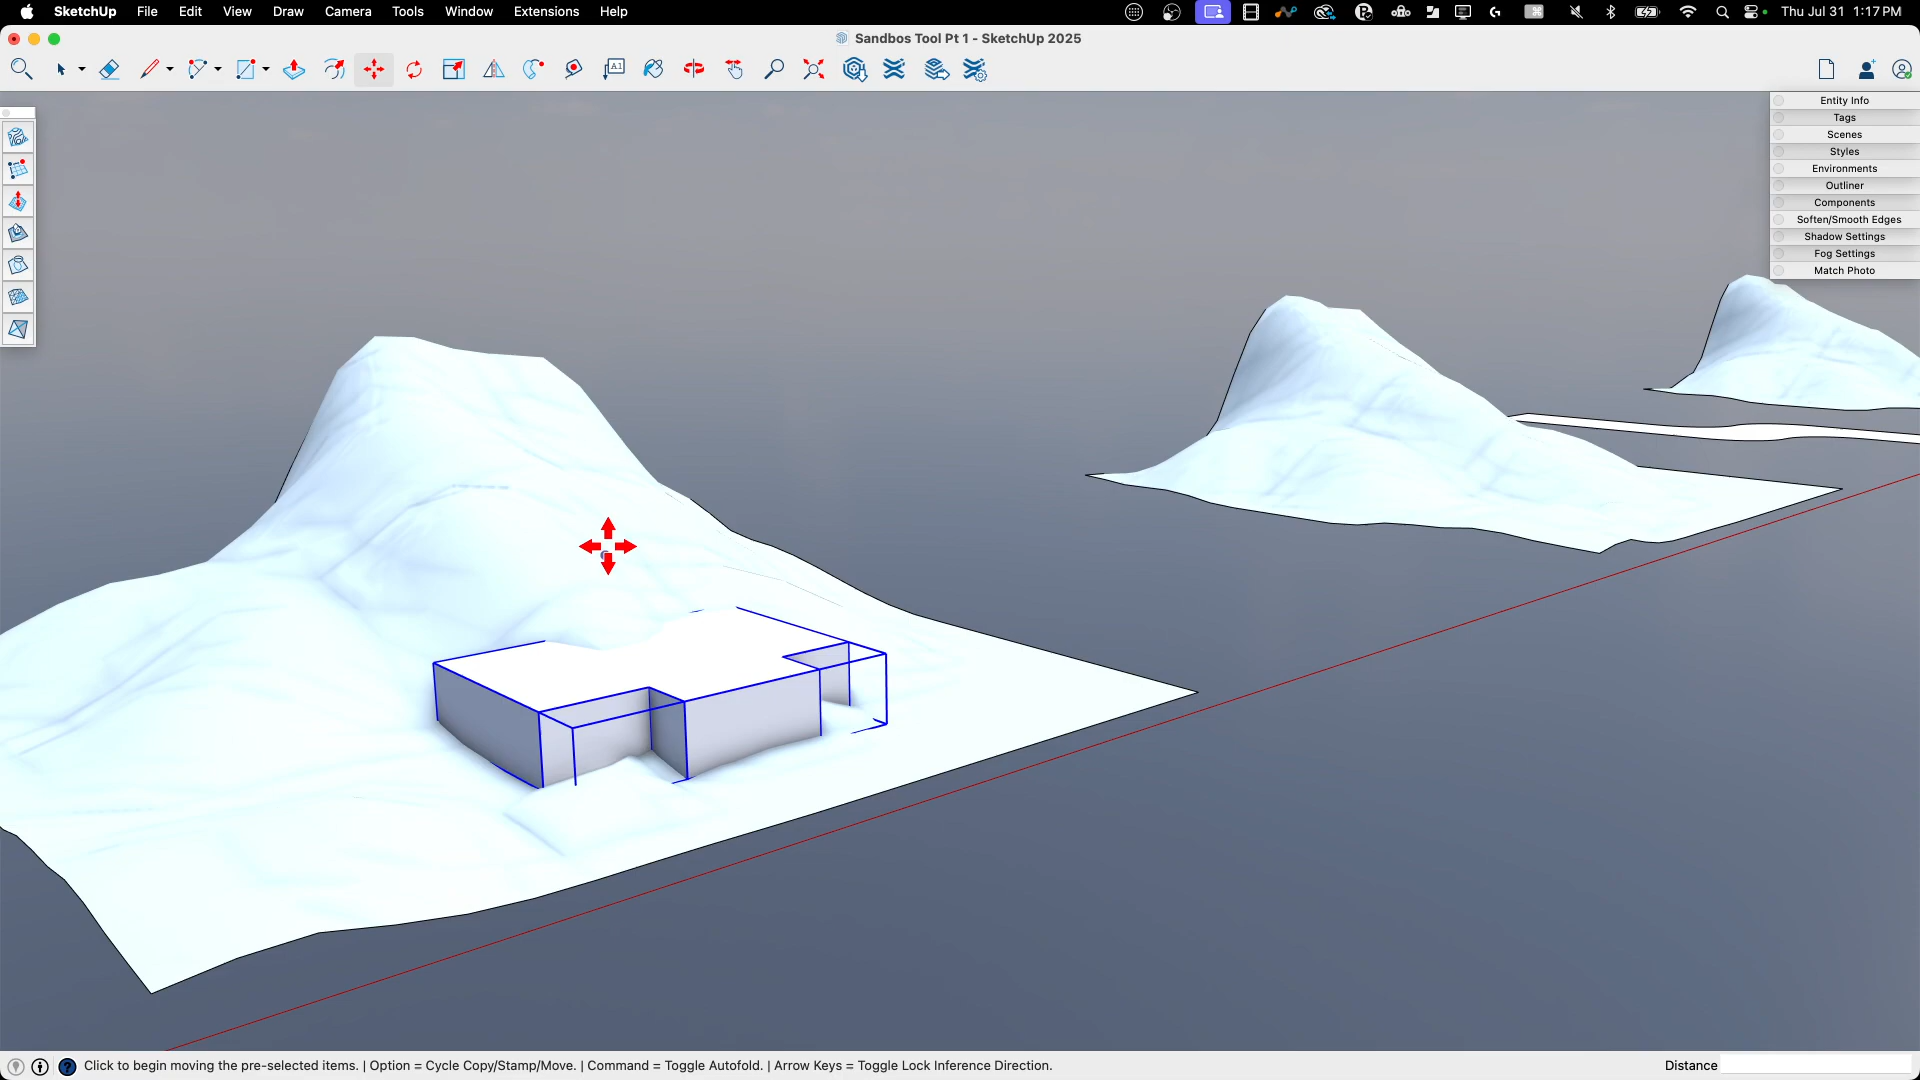 SketchUp File Edit View Draw Camera Tools Window Extensions Help Thu Jul 31 1:17 PM
Sandbos Tool Pt 1 - SketchUp 2025
A1
Entity Info
Tags
Scenes
Styles
Environments
Outliner
Components
Soften/Smooth Edges
Shadow Settings
Fog Settings
Match Photo
Click to begin moving the pre-selected items. | Option = Cycle Copy/Stamp/Move. | Command = Toggle Autofold. | Arrow Keys = Toggle Lock Inference Direction. Distance